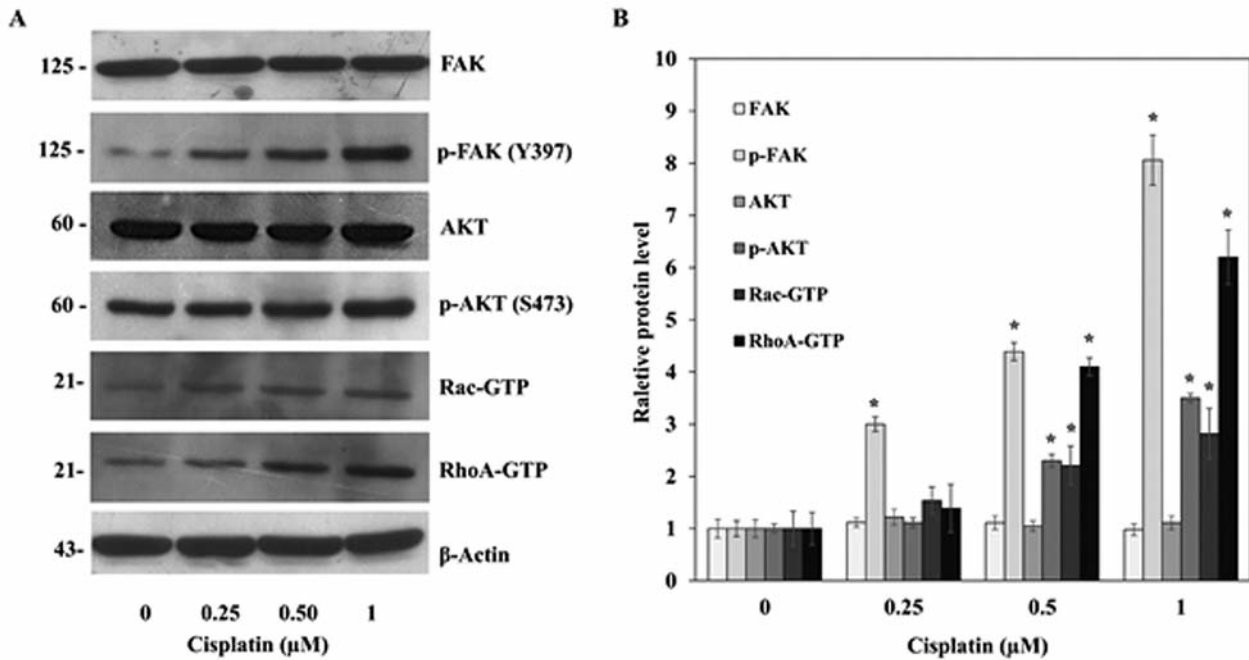 A
125 - FAK
125 - p-FAK (Y397)
60 - AKT
60 - p-AKT (S473)
21- Rac-GTP
21- RhoA-GTP
43- β-Actin
0 0.25 0.50 1
Cisplatin (µM)
B
Raletive protein level
10
9
8
7
6
5
4
3
2
1
0
FAK
p-FAK
AKT
p-AKT
Rac-GTP
RhoA-GTP
*
* * * *
* * * *
0 0.25 0.5 1
Cisplatin (µM)